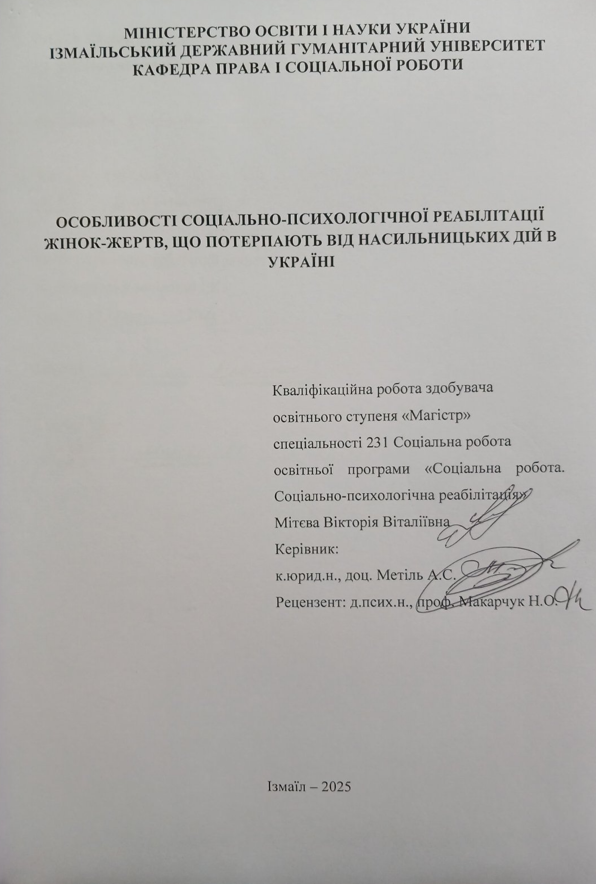 МІНІСТЕРСТВО ОСВІТИ І НАУКИ УКРАЇНИ
ІЗМАЇЛЬСЬКИЙ ДЕРЖАВНИЙ ГУМАНІТАРНИЙ УНІВЕРСИТЕТ
КАФЕДРА ПРАВА І СОЦІАЛЬНОЇ РОБОТИ
ОСОБЛИВОСТІ СОЦІАЛЬНО-ПСИХОЛОГІЧНОЇ РЕАБІЛІТАЦІЇ
ЖІНОК-ЖЕРТВ, ЩО ПОТЕРПАЮТЬ ВІД НАСИЛЬНИЦЬКИХ ДІЙ В
УКРАЇНІ
Кваліфікаційна робота здобувача
освітнього ступеня «Магістр»
спеціальності 231 Соціальна робота
освітньої програми «Соціальна робота.
Соціально-психологічна реабілітація»
Мітєва Вікторія Віталіївна
Керівник:
к.юрид.н., доц. Метіль А.С.
Рецензент: д.псих.н., проф. Макарчук Н.О.
Ізмаїл – 2025